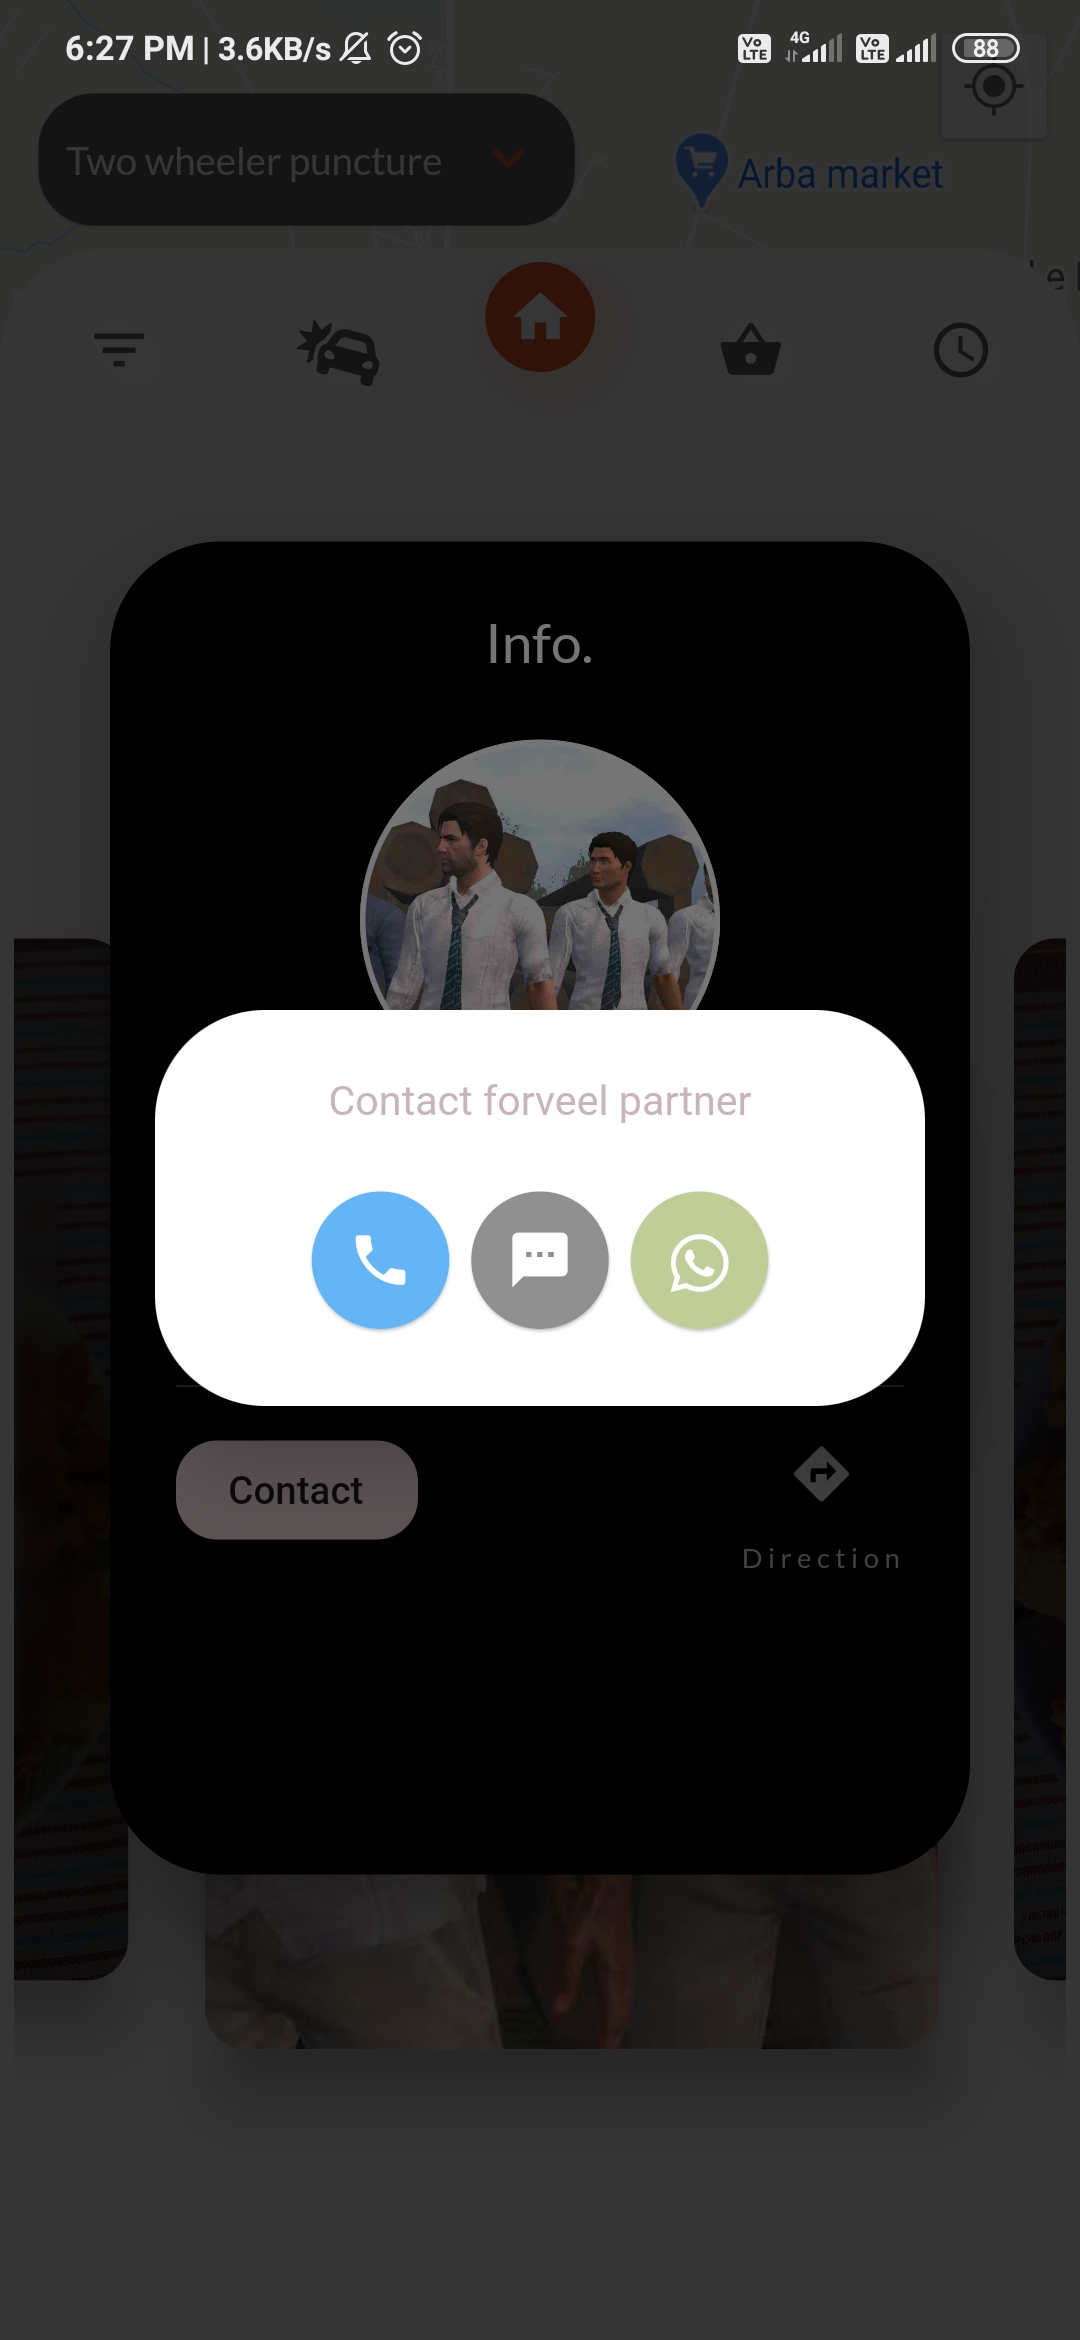 6:27 PM | 3.6KB/s
Vo LTE 4G Vo LTE 88
Two wheeler puncture
Arba market
e
Info.
Contact forveel partner
Contact
Direction